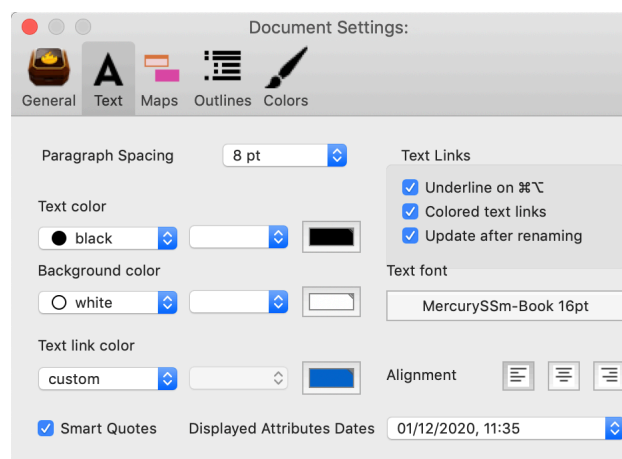 Document Settings:
General Text Maps Outlines Colors
Paragraph Spacing 8 pt
Text Links
Underline on ⌘⌥
Colored text links
Update after renaming
Text color
black
Background color
white
Text font
MercurySSm-Book 16pt
Text link color
custom
Alignment
Smart Quotes
Displayed Attributes Dates 01/12/2020, 11:35